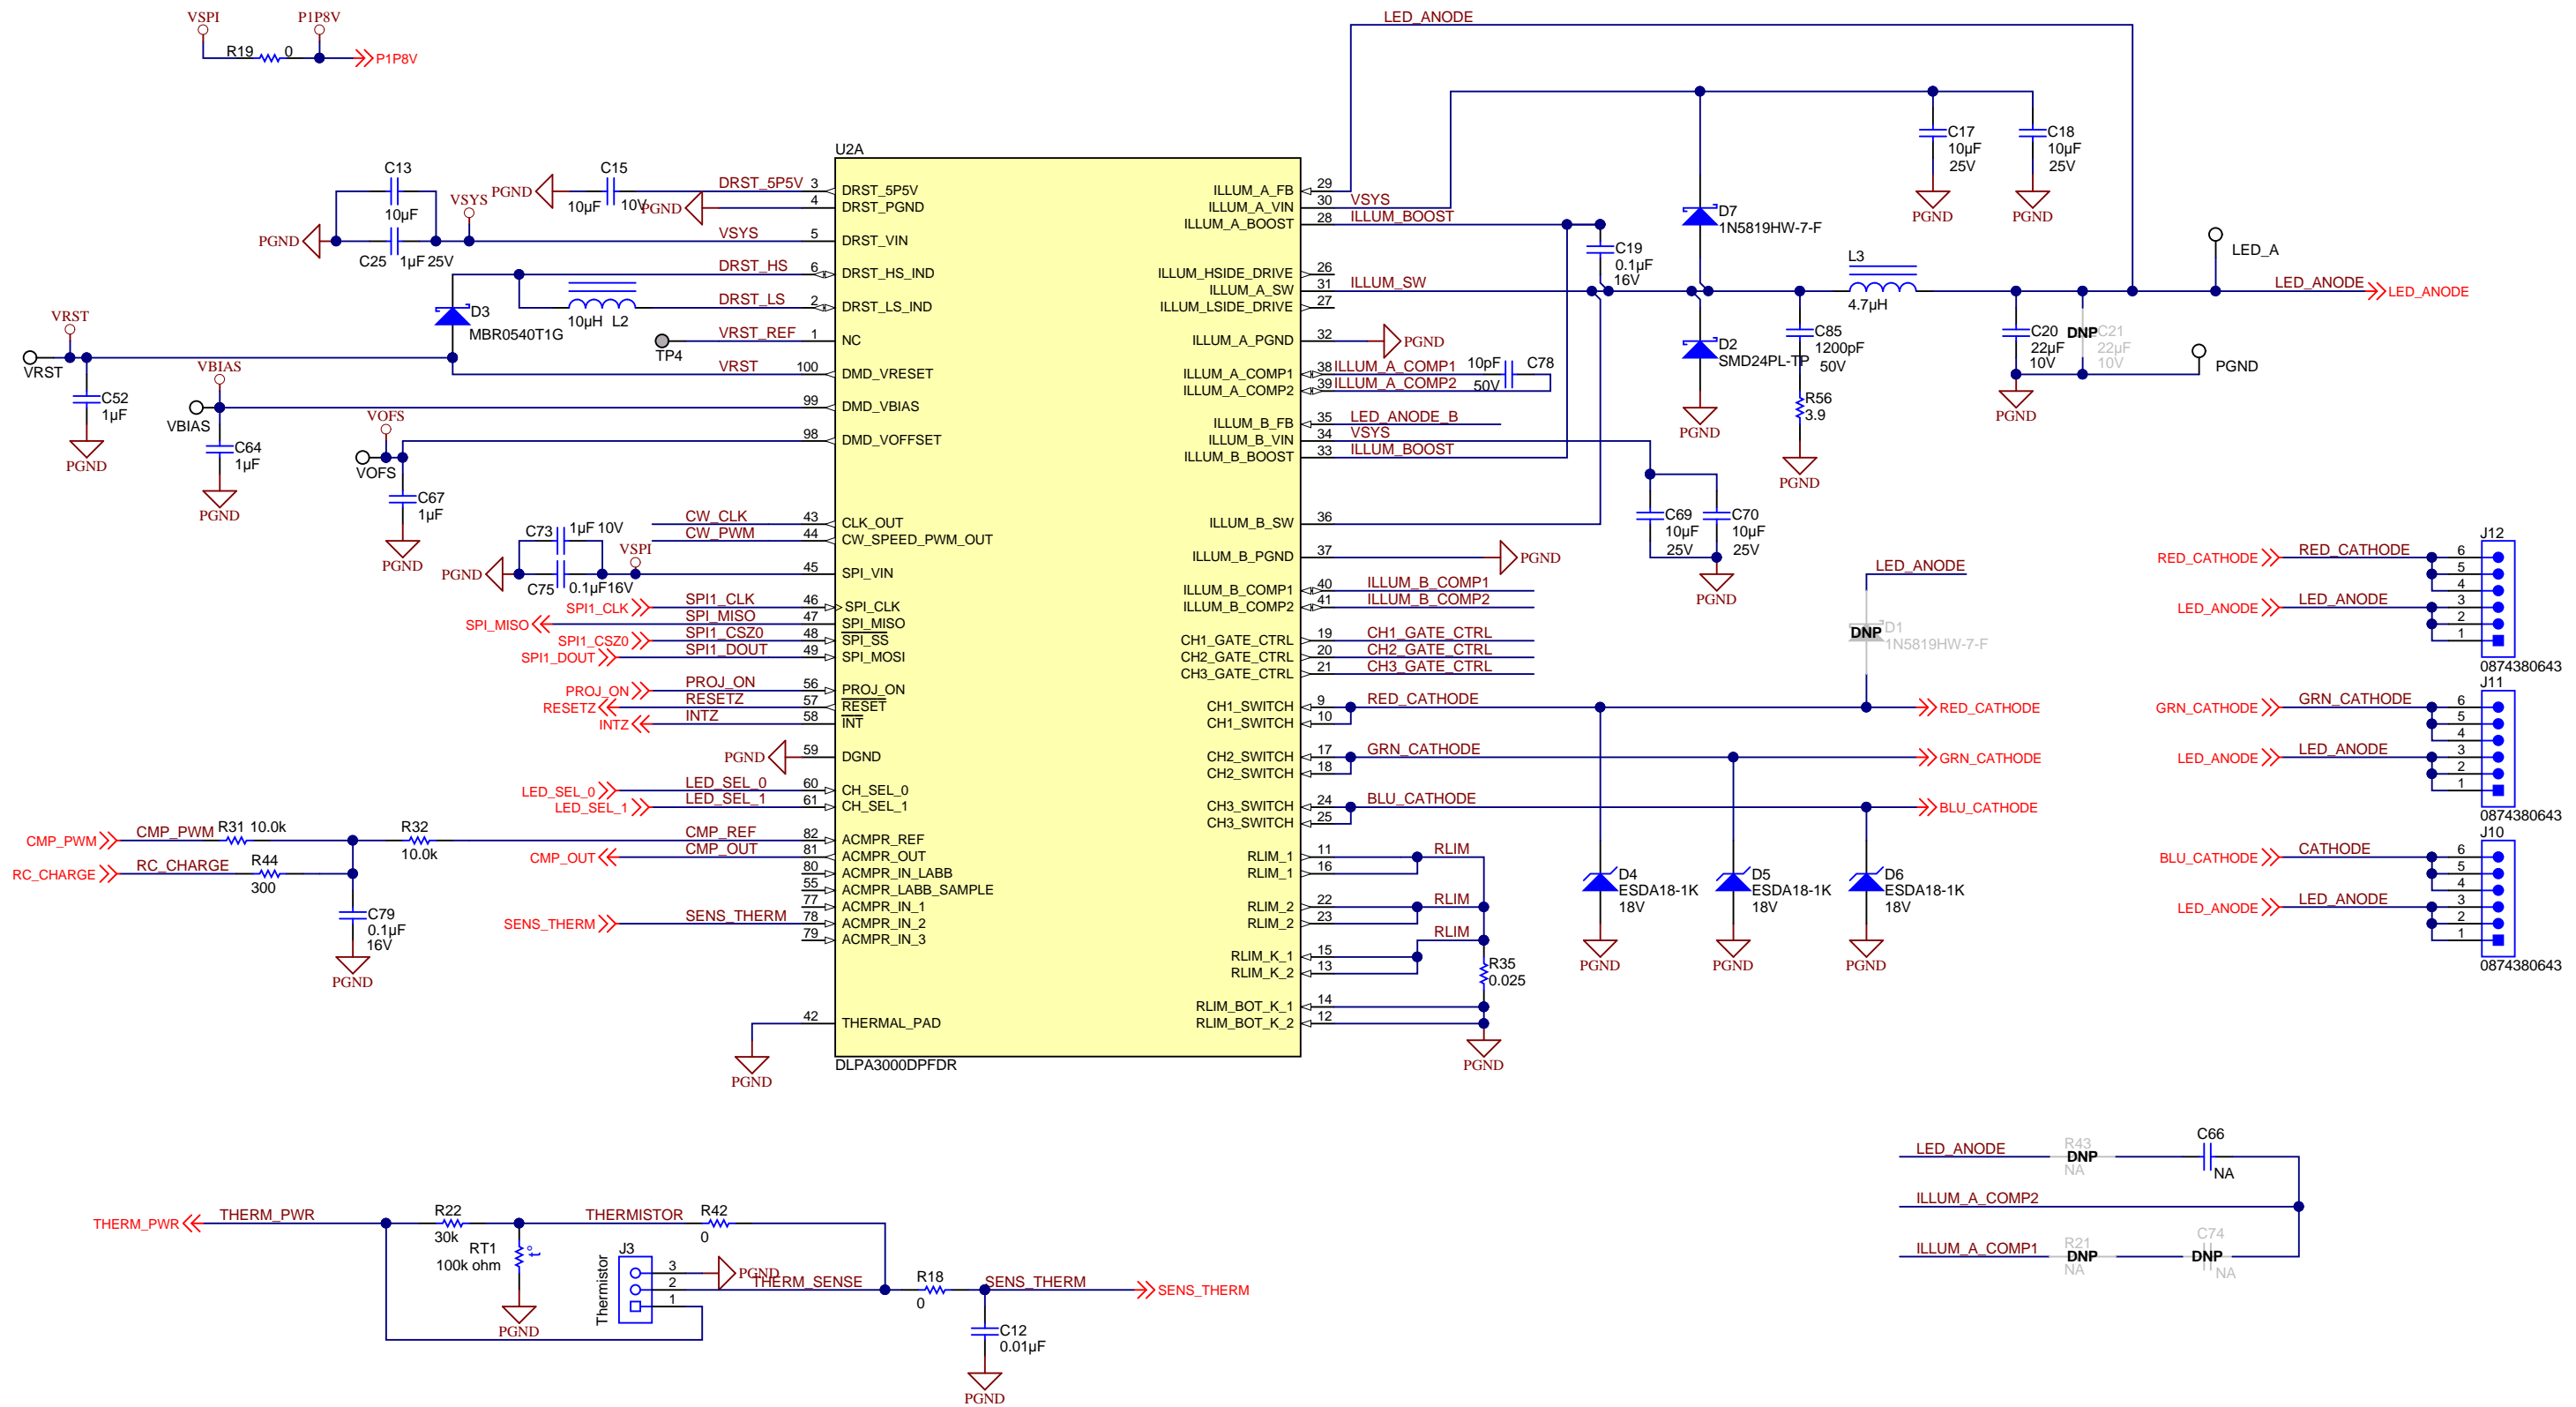 VSPI
P1P8V
R19 0
P1P8V
LED_ANODE
C17
10µF
25V
PGND
C18
10µF
25V
PGND
U2A
C13
10µF
C25 1µF 25V
PGND
VSYS
VSYS
C15
10µF 10V
PGND
PGND
DRST_5P5V 3 DRST_5P5V
4 DRST_PGND
5 DRST_VIN
DRST_HS 6 DRST_HS_IND
DRST_LS 2 DRST_LS_IND
10µH L2
D3
MBR0540T1G
VRST_REF 1 NC
TP4
VRST 100 DMD_VRESET
99 DMD_VBIAS
98 DMD_VOFFSET
VRST
VRST
C52
1µF
PGND
VBIAS
VBIAS
C64
1µF
PGND
VOFS
VOFS
C67
1µF
PGND
CW_CLK 43 CLK_OUT
CW_PWM 44 CW_SPEED_PWM_OUT
C73 1µF 10V
VSPI
PGND
C75 0.1µF 16V
45 SPI_VIN
SPI1_CLK SPI1_CLK 46 SPI_CLK
SPI_MISO SPI_MISO 47 SPI_MISO
SPI1_CSZ0 SPI1_CSZ0 48 SPI_SS
SPI1_DOUT SPI1_DOUT 49 SPI_MOSI
PROJ_ON PROJ_ON 56 PROJ_ON
RESETZ RESETZ 57 RESET
INTZ INTZ 58 INT
PGND 59 DGND
LED_SEL_0 LED_SEL_0 60 CH_SEL_0
LED_SEL_1 LED_SEL_1 61 CH_SEL_1
CMP_PWM CMP_PWM R31 10.0k R32 10.0k CMP_REF 82 ACMPR_REF
CMP_OUT CMP_OUT 81 ACMPR_OUT
RC_CHARGE RC_CHARGE R44 300
80 ACMPR_IN_LABB
55 ACMPR_LABB_SAMPLE
77 ACMPR_IN_1
SENS_THERM SENS_THERM 78 ACMPR_IN_2
79 ACMPR_IN_3
C79
0.1µF
16V
PGND
42 THERMAL_PAD
PGND
DLPA3000DPFDR
ILLUM_A_FB 29
ILLUM_A_VIN 30 VSYS
ILLUM_A_BOOST 28 ILLUM_BOOST
ILLUM_HSIDE_DRIVE 26
ILLUM_A_SW 31 ILLUM_SW
ILLUM_LSIDE_DRIVE 27
ILLUM_A_PGND 32 PGND
ILLUM_A_COMP1 38 ILLUM_A_COMP1
ILLUM_A_COMP2 39 ILLUM_A_COMP2
10pF C78
50V
ILLUM_B_FB 35 LED_ANODE_B
ILLUM_B_VIN 34 VSYS
ILLUM_B_BOOST 33 ILLUM_BOOST
ILLUM_B_SW 36
ILLUM_B_PGND 37 PGND
ILLUM_B_COMP1 40 ILLUM_B_COMP1
ILLUM_B_COMP2 41 ILLUM_B_COMP2
CH1_GATE_CTRL 19 CH1_GATE_CTRL
CH2_GATE_CTRL 20 CH2_GATE_CTRL
CH3_GATE_CTRL 21 CH3_GATE_CTRL
CH1_SWITCH 9 RED_CATHODE RED_CATHODE
CH1_SWITCH 10
CH2_SWITCH 17 GRN_CATHODE GRN_CATHODE
CH2_SWITCH 18
CH3_SWITCH 24 BLU_CATHODE BLU_CATHODE
CH3_SWITCH 25
RLIM_1 11 RLIM
RLIM_1 16
RLIM_2 22 RLIM
RLIM_2 23
RLIM
RLIM_K_1 15
RLIM_K_2 13
R35
0.025
RLIM_BOT_K_1 14
RLIM_BOT_K_2 12
PGND
C19
0.1µF
16V
D7
1N5819HW-7-F
D2
SMD24PL-TP
PGND
C85
1200pF
50V
R56
3.9
PGND
L3
4.7µH
C20
22µF
10V
PGND
DNP C21
22µF
10V
LED_A
LED_ANODE LED_ANODE
PGND
C69
10µF
25V
C70
10µF
25V
PGND
LED_ANODE
DNP D1
1N5819HW-7-F
D4
ESDA18-1K
18V
PGND
D5
ESDA18-1K
18V
PGND
D6
ESDA18-1K
18V
PGND
J12
RED_CATHODE RED_CATHODE 6
5
4
LED_ANODE LED_ANODE 3
2
1
0874380643
J11
GRN_CATHODE GRN_CATHODE 6
5
4
LED_ANODE LED_ANODE 3
2
1
0874380643
J10
BLU_CATHODE CATHODE 6
5
4
LED_ANODE LED_ANODE 3
2
1
0874380643
LED_ANODE R43 DNP NA C66 NA
ILLUM_A_COMP2
ILLUM_A_COMP1 R21 DNP NA C74 DNP NA
THERM_PWR THERM_PWR R22 30k THERMISTOR R42 0
RT1
100k ohm
t°
PGND
J3
Thermistor
3 PGND
2 THERM_SENSE
1
R18
0
SENS_THERM SENS_THERM
C12
0.01µF
PGND